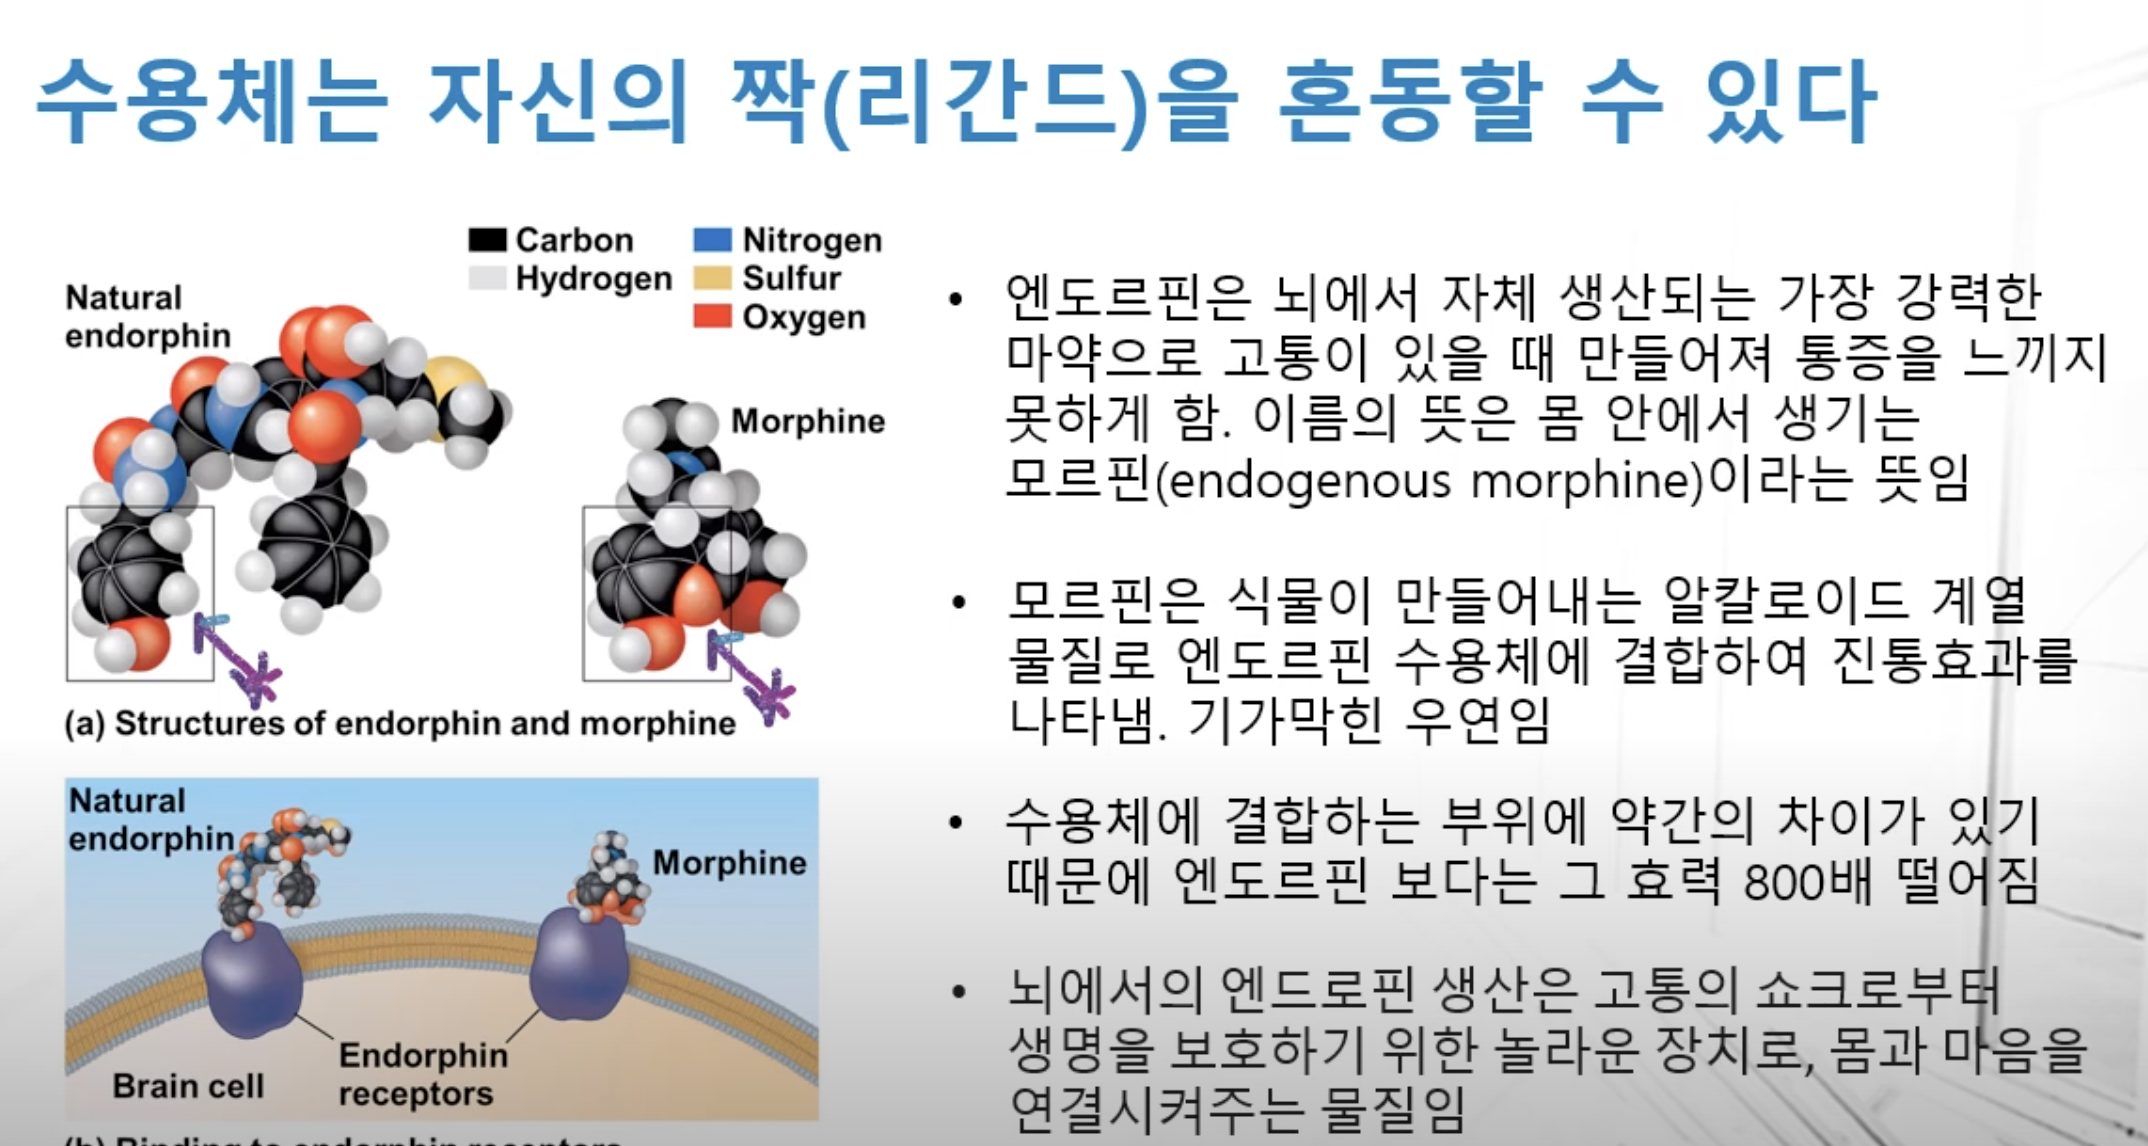 수용체는 자신의 짝(리간드)을 혼동할 수 있다
Carbon
Hydrogen
Nitrogen
Sulfur
Oxygen
Natural
endorphin
Morphine
(a) Structures of endorphin and morphine
Natural
endorphin
Morphine
Endorphin
receptors
Brain cell
(b) Binding to endorphin receptors
• 엔도르핀은 뇌에서 자체 생산되는 가장 강력한
마약으로 고통이 있을 때 만들어져 통증을 느끼지
못하게 함. 이름의 뜻은 몸 안에서 생기는
모르핀(endogenous morphine)이라는 뜻임
• 모르핀은 식물이 만들어내는 알칼로이드 계열
물질로 엔도르핀 수용체에 결합하여 진통효과를
나타냄. 기가막힌 우연임
• 수용체에 결합하는 부위에 약간의 차이가 있기
때문에 엔도르핀 보다는 그 효력 800배 떨어짐
• 뇌에서의 엔드로핀 생산은 고통의 쇼크로부터
생명을 보호하기 위한 놀라운 장치로, 몸과 마음을
연결시켜주는 물질임